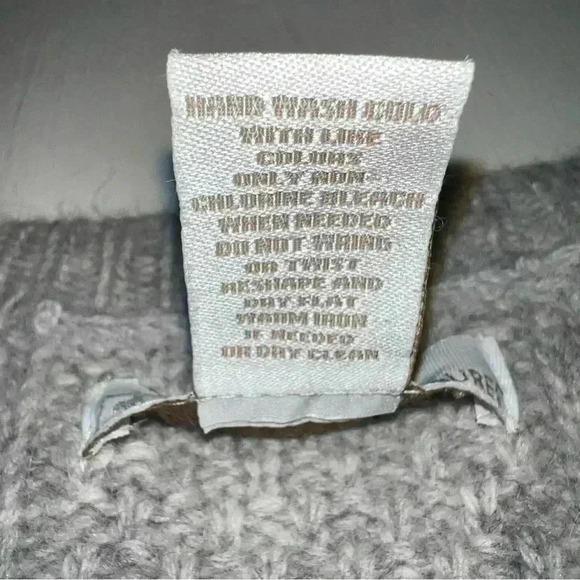 HAND WASH COLD
WITH LIKE
COLORS
ONLY NON-
CHLORINE BLEACH
WHEN NEEDED
DO NOT WRING
OR TWIST
RESHAPE AND
DRY FLAT
WARM IRON
IF NEEDED
OR DRY CLEAN